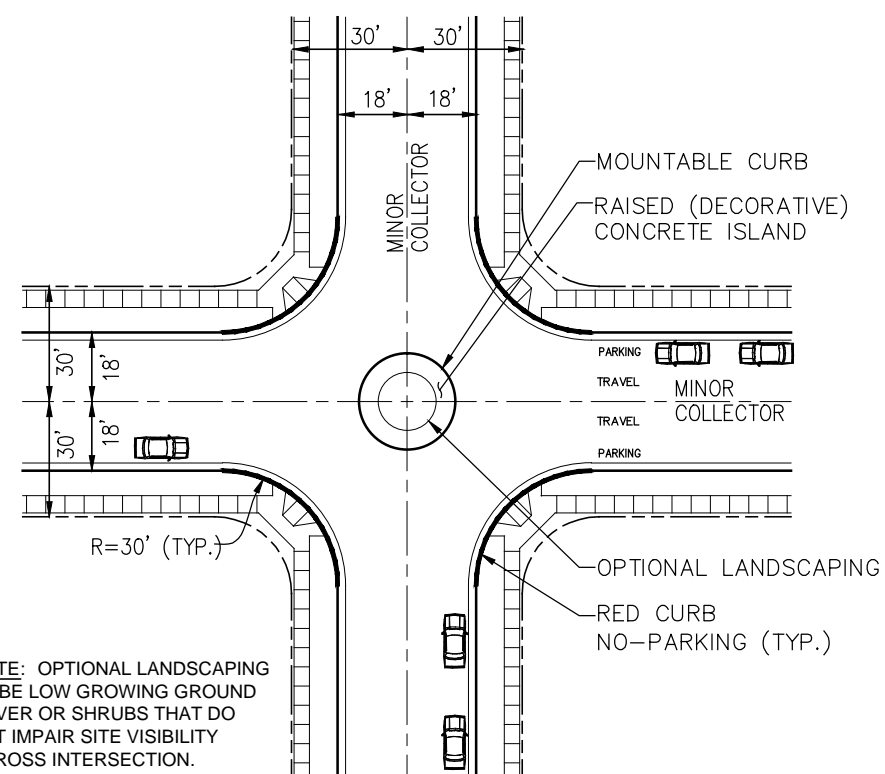 30' 30'
18' 18'
MINOR
COLLECTOR
MOUNTABLE CURB
RAISED (DECORATIVE)
CONCRETE ISLAND
30'
18'
30'
18'
PARKING
TRAVEL
TRAVEL
PARKING
MINOR
COLLECTOR
R=30' (TYP.)
OPTIONAL LANDSCAPING
RED CURB
NO-PARKING (TYP.)
TE: OPTIONAL LANDSCAPING
BE LOW GROWING GROUND
VER OR SHRUBS THAT DO
T IMPAIR SITE VISIBILITY
ROSS INTERSECTION.